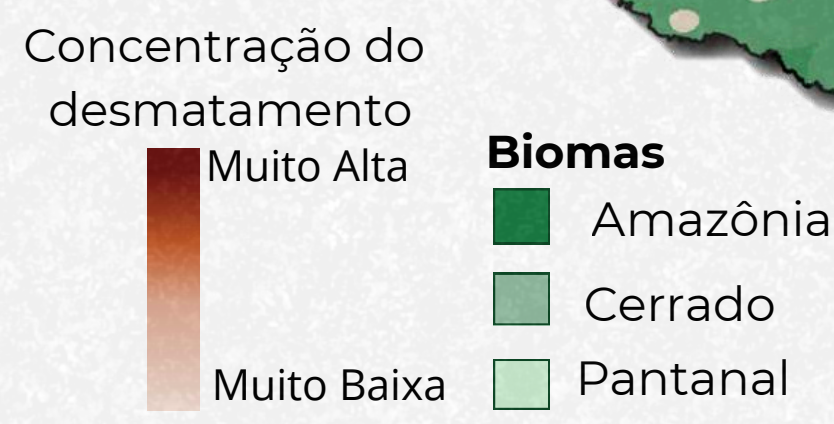 Concentração do
desmatamento
Muito Alta
Muito Baixa
Biomas
Amazônia
Cerrado
Pantanal